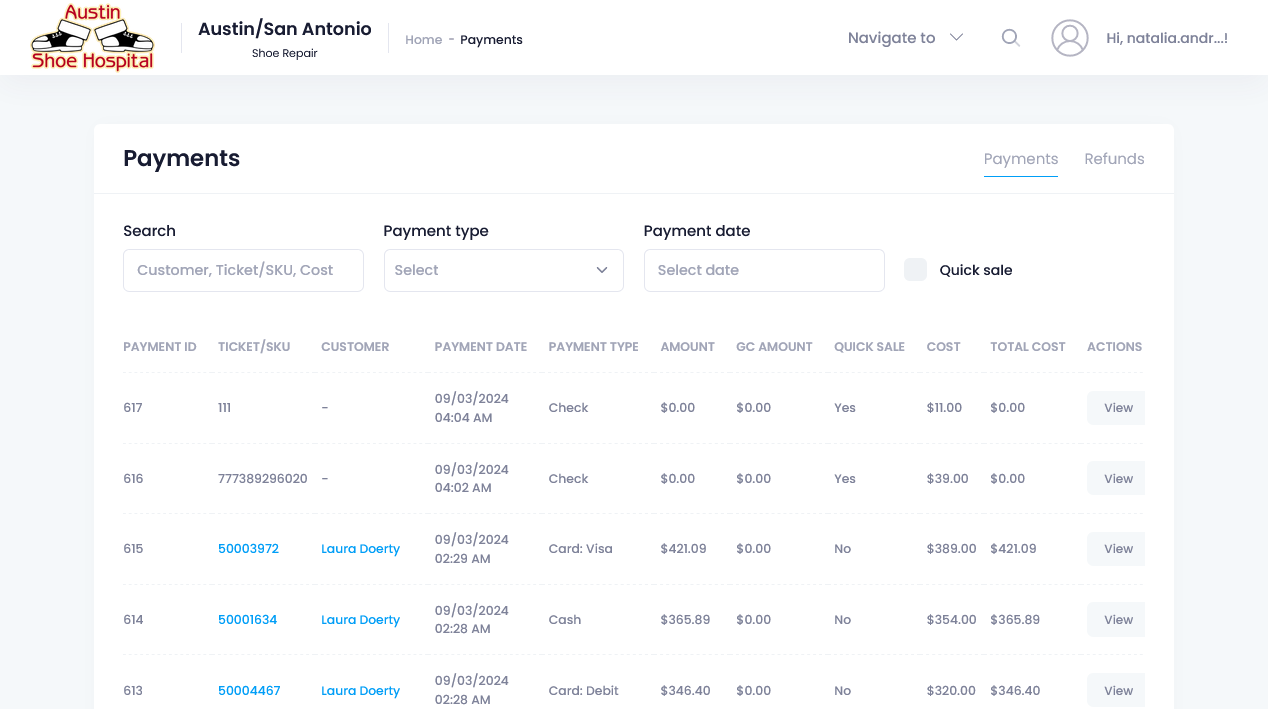 Austin
Shoe Hospital
Austin/San Antonio
Shoe Repair
Home - Payments
Navigate to
Hi, natalia.andr...!
Payments
Payments Refunds
Search Payment type Payment date
Customer, Ticket/SKU, Cost Select Select date Quick sale
PAYMENT ID TICKET/SKU CUSTOMER PAYMENT DATE PAYMENT TYPE AMOUNT GC AMOUNT QUICK SALE COST TOTAL COST ACTIONS
617 111 - 09/03/2024 04:04 AM Check $0.00 $0.00 Yes $11.00 $0.00 View
616 777389296020 - 09/03/2024 04:02 AM Check $0.00 $0.00 Yes $39.00 $0.00 View
615 50003972 Laura Doerty 09/03/2024 02:29 AM Card: Visa $421.09 $0.00 No $389.00 $421.09 View
614 50001634 Laura Doerty 09/03/2024 02:28 AM Cash $365.89 $0.00 No $354.00 $365.89 View
613 50004467 Laura Doerty 09/03/2024 02:28 AM Card: Debit $346.40 $0.00 No $320.00 $346.40 View